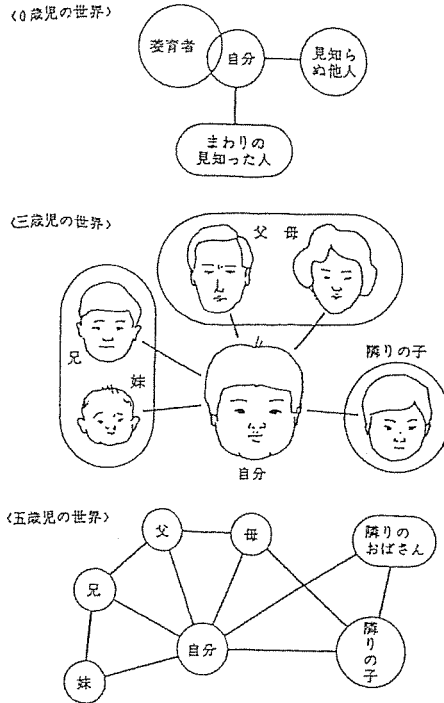 〈0歳児の世界〉
養育者
自分
見知ら
ぬ他人
まわりの
見知った人
〈三歳児の世界〉
父 母
兄
妹
隣りの子
自分
〈五歳児の世界〉
父
母
隣りの
おばさん
兄
自分
隣りの子
妹